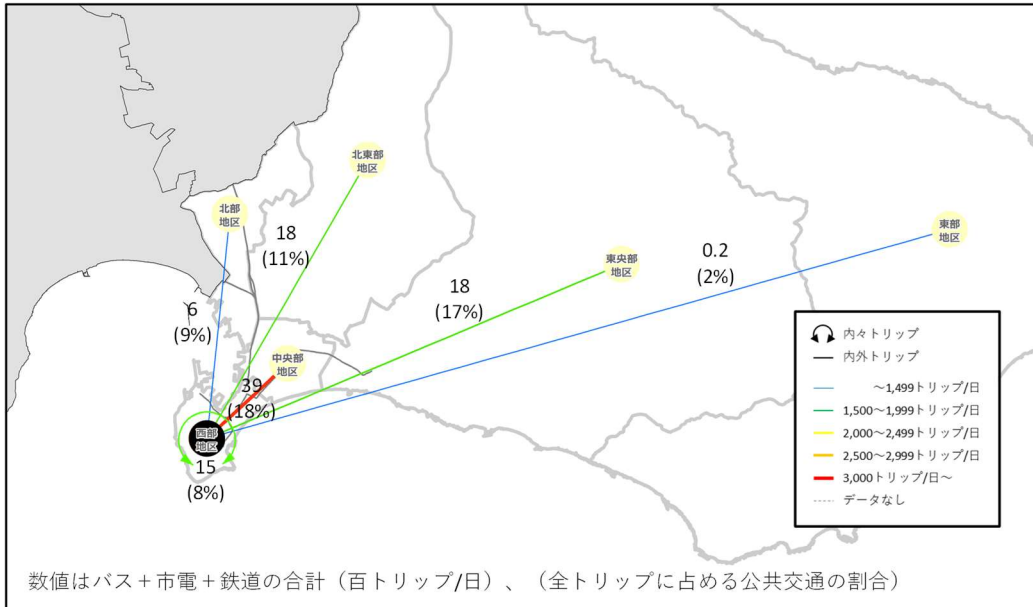 北東部
地区
北部
地区
18
(11%)
東部
地区
0.2
(2%)
東央部
地区
18
(17%)
6
(9%)
中央部
地区
39
(18%)
西部
地区
15
(8%)
内々トリップ
内外トリップ
～1,499トリップ/日
1,500～1,999トリップ/日
2,000～2,499トリップ/日
2,500～2,999トリップ/日
3,000トリップ/日～
データなし
数値はバス+市電+鉄道の合計（百トリップ/日）、（全トリップに占める公共交通の割合）